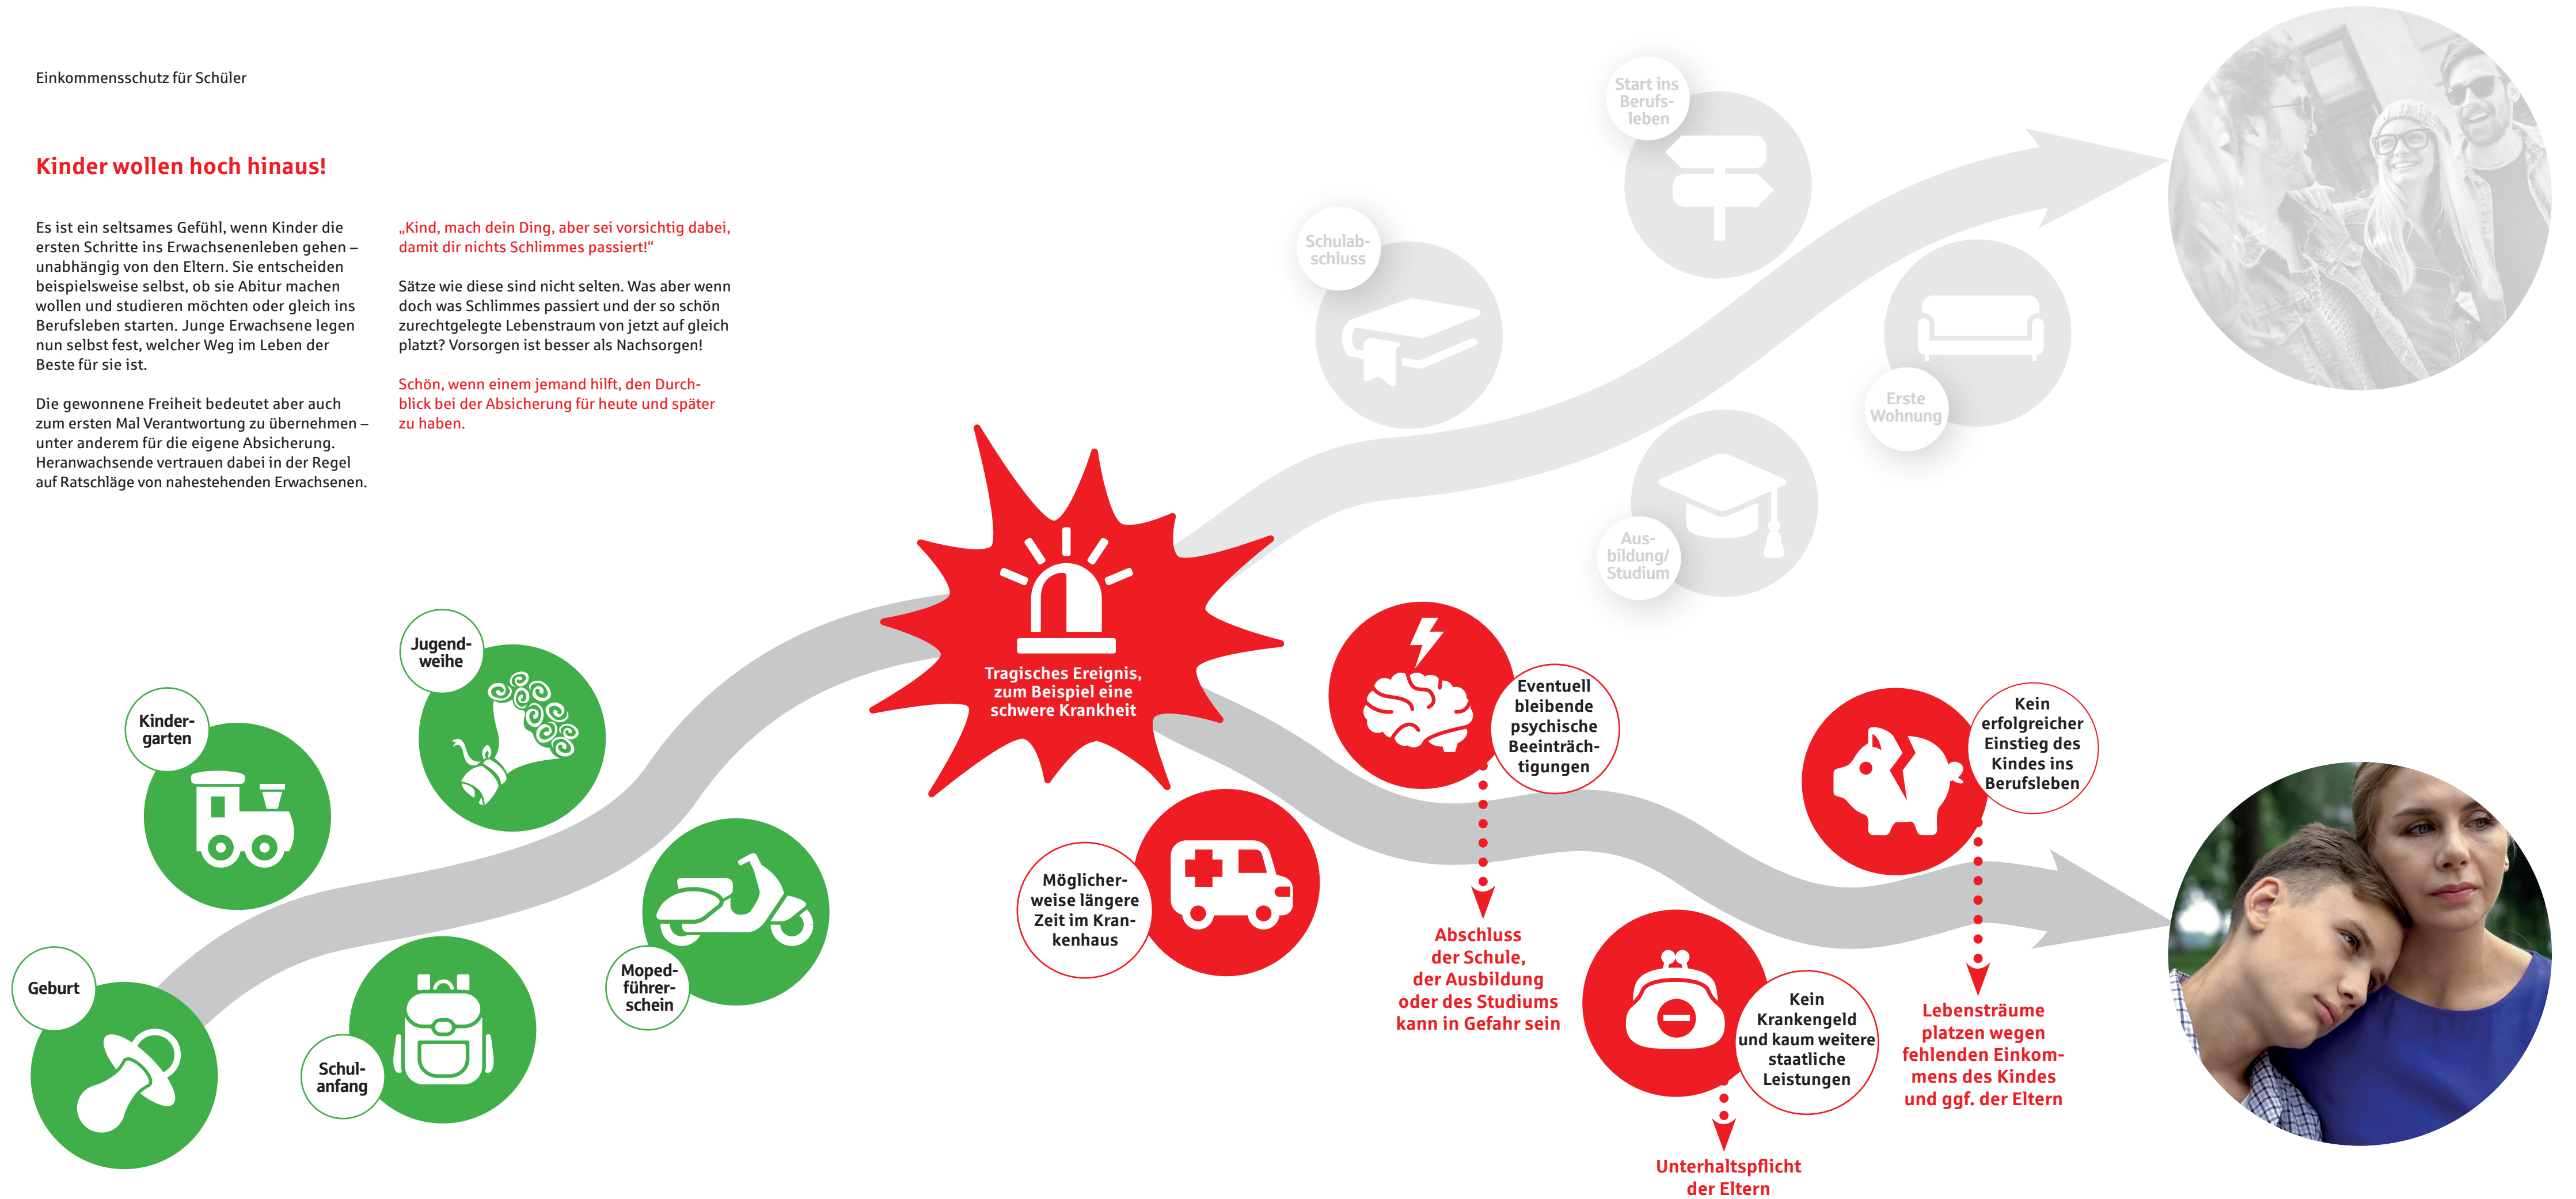 Einkommensschutz für Schüler
Kinder wollen hoch hinaus!
Es ist ein seltsames Gefühl, wenn Kinder die
ersten Schritte ins Erwachsenenleben gehen –
unabhängig von den Eltern. Sie entscheiden
beispielsweise selbst, ob sie Abitur machen
wollen und studieren möchten oder gleich ins
Berufsleben starten. Junge Erwachsene legen
nun selbst fest, welcher Weg im Leben der
Beste für sie ist.
Die gewonnene Freiheit bedeutet aber auch
zum ersten Mal Verantwortung zu übernehmen –
unter anderem für die eigene Absicherung.
Heranwachsende vertrauen dabei in der Regel
auf Ratschläge von nahestehenden Erwachsenen.
„Kind, mach dein Ding, aber sei vorsichtig dabei,
damit dir nichts Schlimmes passiert!“
Sätze wie diese sind nicht selten. Was aber wenn
doch was Schlimmes passiert und der so schön
zurechtgelegte Lebenstraum von jetzt auf gleich
platzt? Vorsorgen ist besser als Nachsorgen!
Schön, wenn einem jemand hilft, den Durch-
blick bei der Absicherung für heute und später
zu haben.
Geburt
Kinder-
garten
Schul-
anfang
Jugend-
weihe
Moped-
führer-
schein
Tragisches Ereignis,
zum Beispiel eine
schwere Krankheit
Schulab-
schluss
Start ins
Berufs-
leben
Aus-
bildung/
Studium
Erste
Wohnung
Möglicher-
weise längere
Zeit im Kran-
kenhaus
Eventuell
bleibende
psychische
Beeinträch-
tigungen
Abschluss
der Schule,
der Ausbildung
oder des Studiums
kann in Gefahr sein
Kein
Krankengeld
und kaum weitere
staatliche
Leistungen
Unterhaltspflicht
der Eltern
Kein
erfolgreicher
Einstieg des
Kindes ins
Berufsleben
Lebensträume
platzen wegen
fehlenden Einkom-
mens des Kindes
und ggf. der Eltern